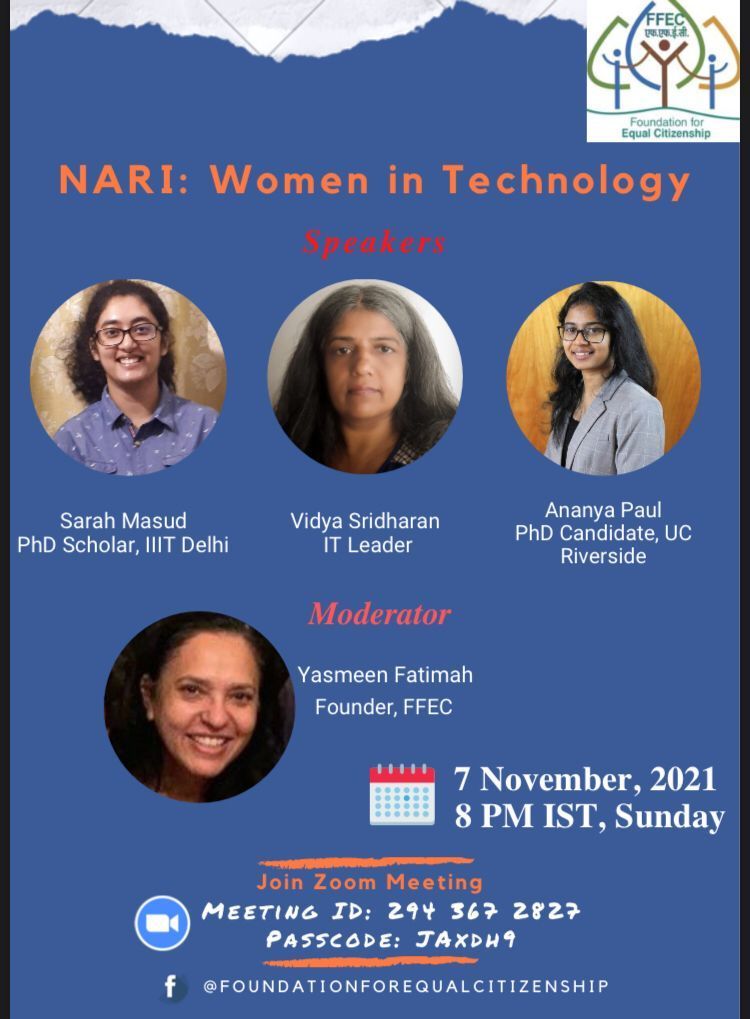 FFEC
एफ.एफ.ई.सी.
Foundation for
Equal Citizenship
NARI: Women in Technology
Speakers
Sarah Masud
PhD Scholar, IIIT Delhi
Vidya Sridharan
IT Leader
Ananya Paul
PhD Candidate, UC
Riverside
Moderator
Yasmeen Fatimah
Founder, FFEC
7 November, 2021
8 PM IST, Sunday
Join Zoom Meeting
MEETING ID: 294 367 2827
PASSCODE: JAXDH9
@FOUNDATIONFOREQUALCITIZENSHIP